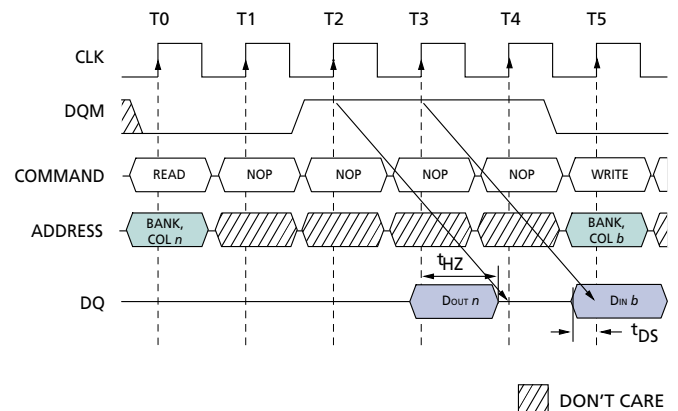 T0 T1 T2 T3 T4 T5
CLK
DQM
COMMAND READ NOP NOP NOP NOP WRITE
ADDRESS BANK, COL n BANK, COL b
tHZ
DQ DOUT n DIN b
tDS
DON'T CARE